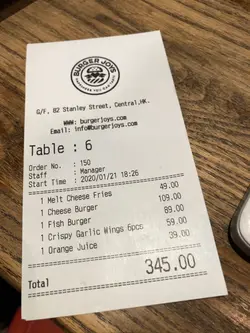 BURGER JOYS
G/F, 82 Stanley Street, Central,HK.
WWW: burgerjoys.com
Email: info@burgerjoys.com
Table : 6
Order No. : 150
Staff : Manager
Start Time : 2020/01/21 18:26
1 Melt Cheese Fries 49.00
1 Cheese Burger 109.00
1 Fish Burger 89.00
1 Crispy Garlic Wings 6pcs 59.00
1 Orange Juice 39.00
Total 345.00